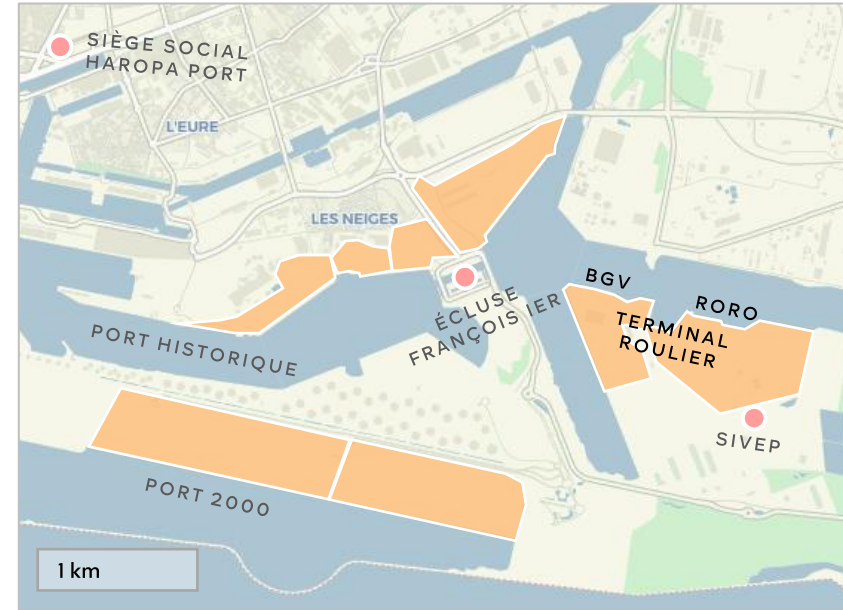 SIÈGE SOCIAL
HAROPA PORT
L'EURE
LES NEIGES
BGV
RORO
ÉCLUSE
FRANÇOIS IER
TERMINAL
ROULIER
PORT HISTORIQUE
SIVEP
PORT 2000
1 km